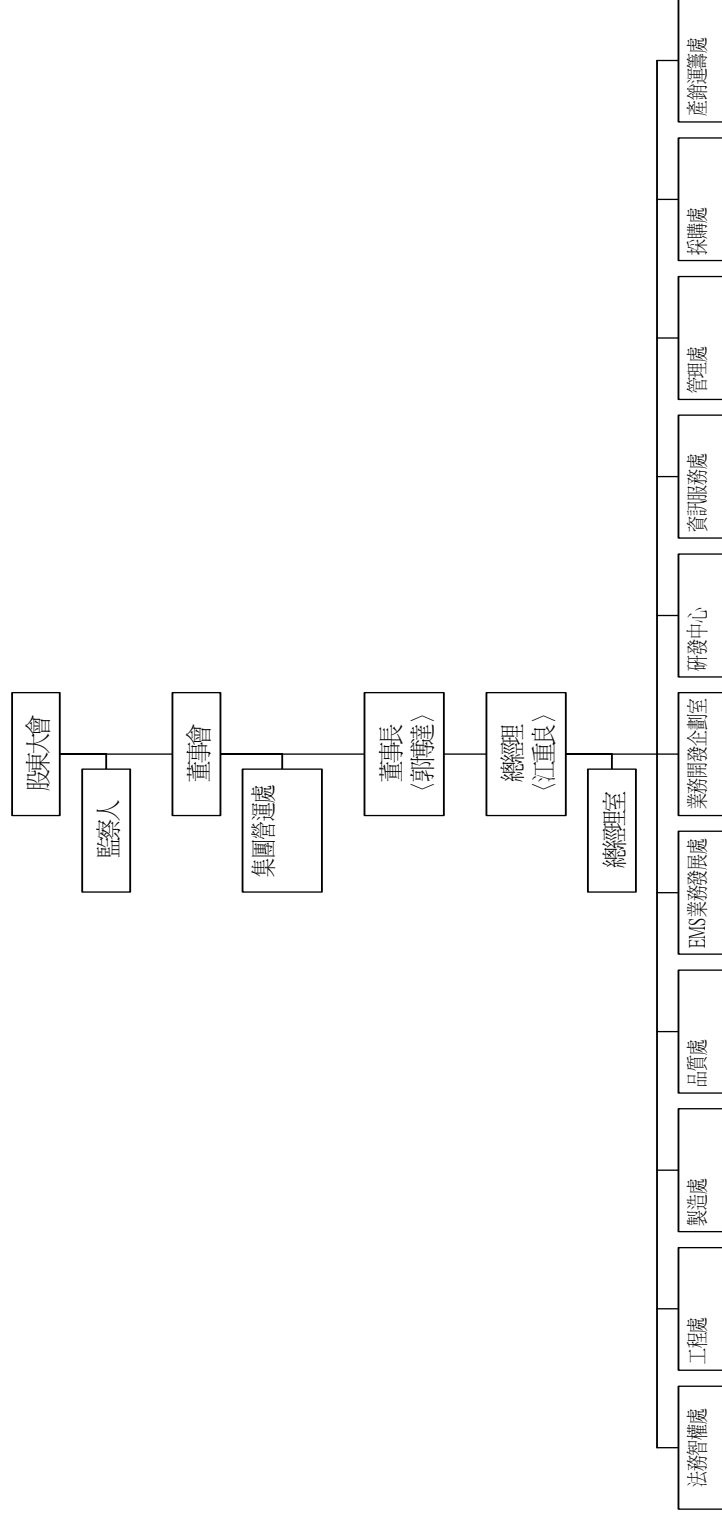 股東大會
監察人
董事會
集團營運處
董事長
〈郭博達〉
總經理
〈江重良〉
總經理室
法務智權處
工程處
製造處
品質處
EMS業務發展處
業務開發企劃室
研發中心
資訊服務處
管理處
採購處
產銷運籌處